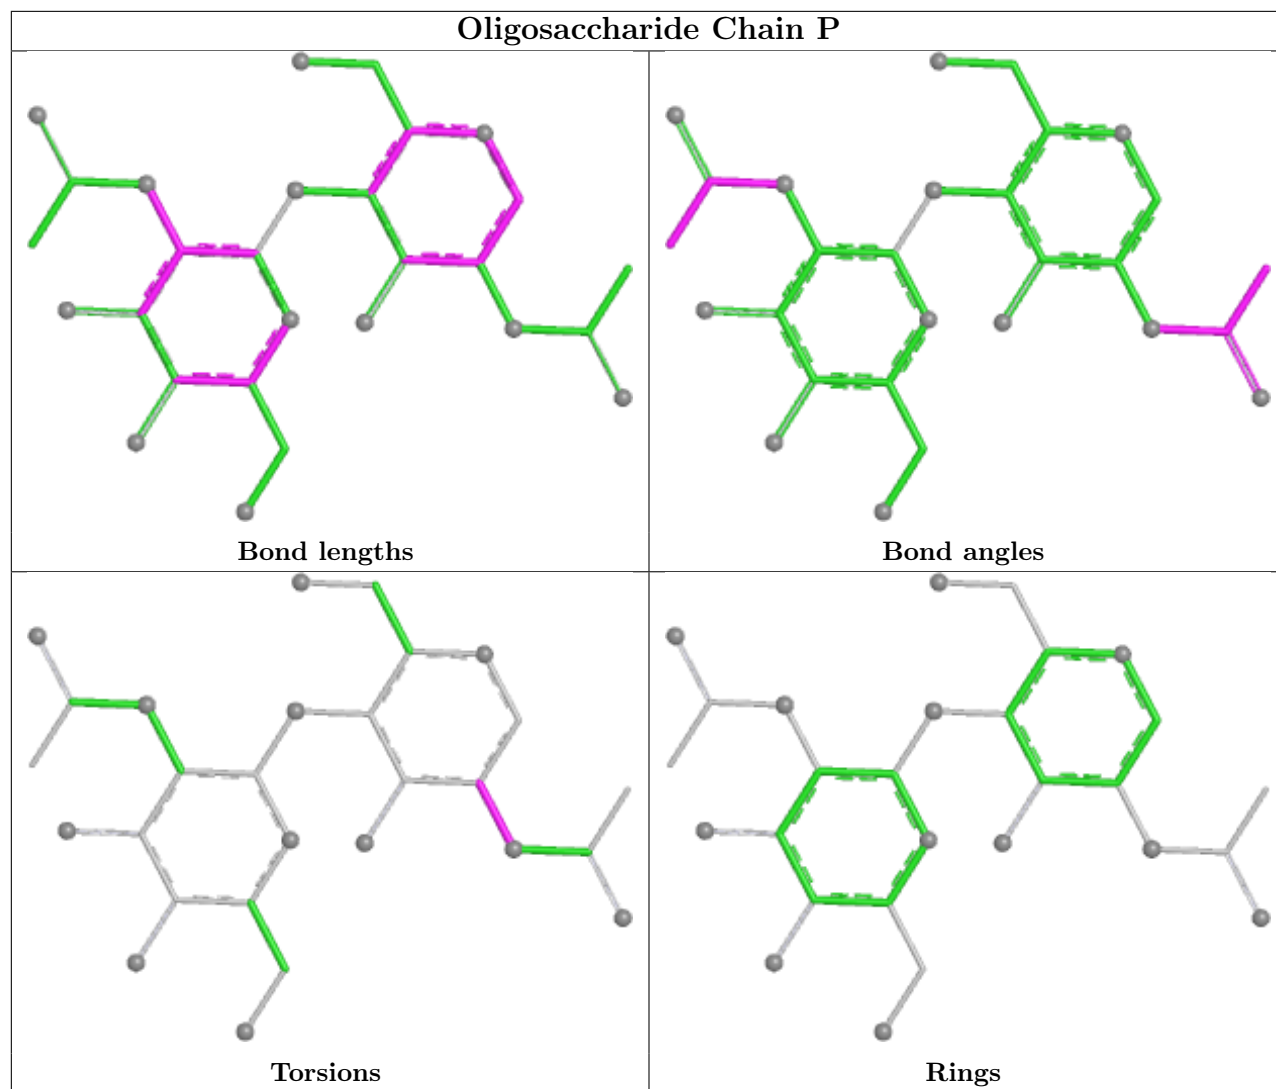 Oligosaccharide Chain P
Bond lengths
Bond angles
Torsions
Rings